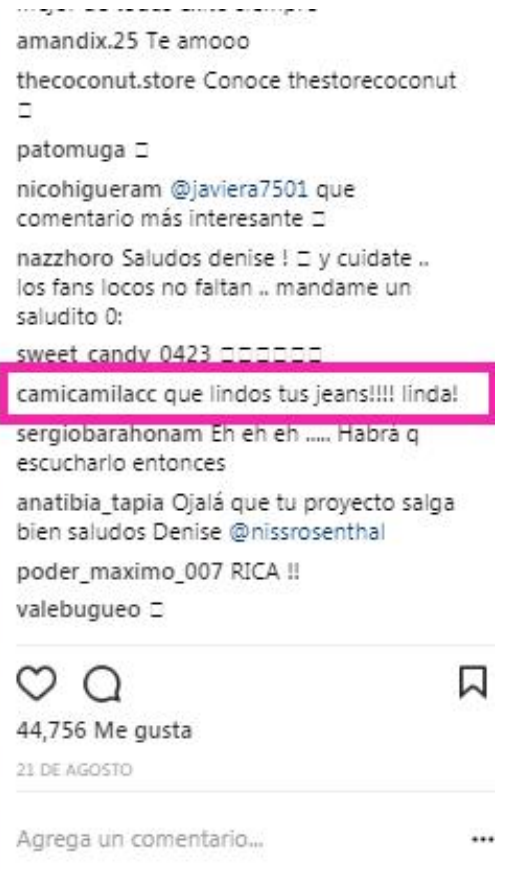 amandix.25 Te amooo
thecoconut.store Conoce thestorecoconut
patomuga
nicohigueram @javiera7501 que
comentario más interesante
nazzhoro Saludos denise ! y cuidate ..
los fans locos no faltan .. mandame un
saludito 0:
sweet_candy_0423
camicamilacc que lindos tus jeans!!!! linda!
sergiobarahonam Eh eh eh ..... Habrá q
escucharlo entonces
anatibia_tapia Ojalá que tu proyecto salga
bien saludos Denise @nissrosenthal
poder_maximo_007 RICA !!
valebugueo
44,756 Me gusta
21 DE AGOSTO
Agrega un comentario...